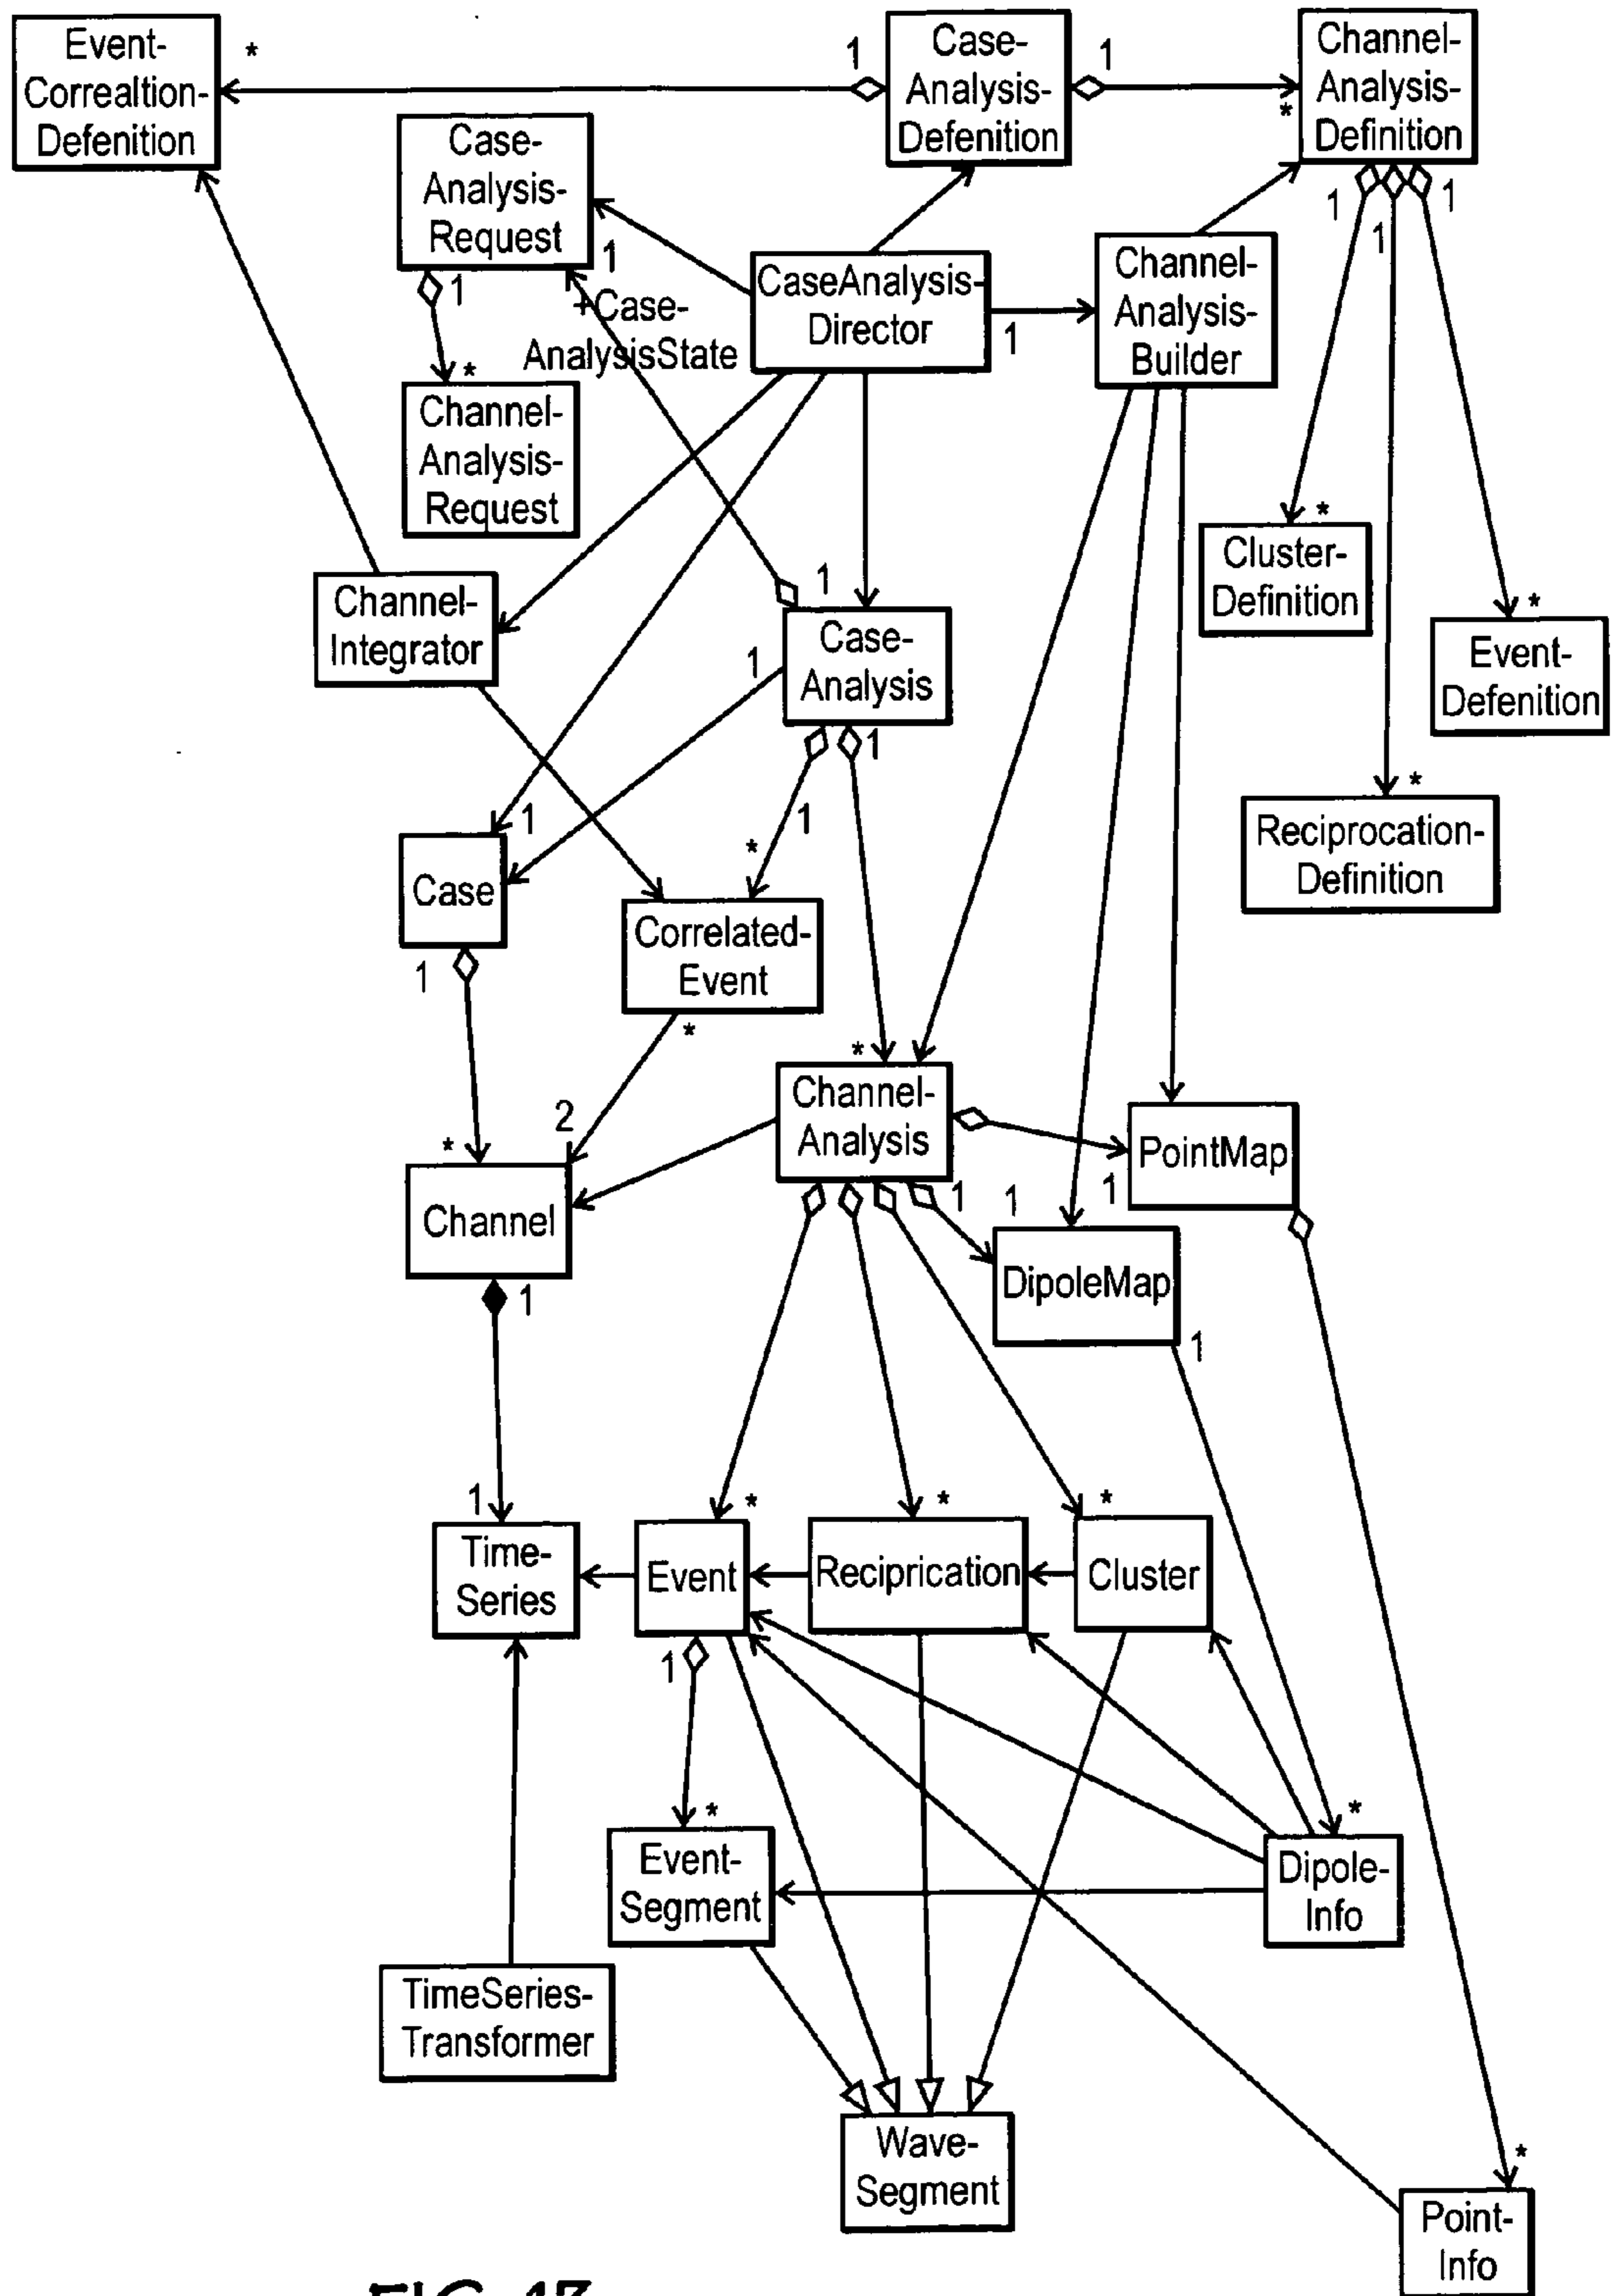 Event-
Correaltion-
Defenition
*
1
Case-
Analysis-
Defenition
1
*
Channel-
Analysis-
Definition
1
1
1
Case-
Analysis-
Request
1
1
+Case-
AnalysisState
CaseAnalysis-
Director
1
Channel-
Analysis-
Builder
*
Channel-
Analysis-
Request
Channel-
Integrator
1
Case-
Analysis
1
1
*
Cluster-
Definition
*
Event-
Defenition
*
Reciprocation-
Definition
1
Case
1
1
*
Correlated-
Event
*
2
*
Channel
1
*
Channel-
Analysis
1
1
1
PointMap
DipoleMap
1
1
Time-
Series
*
Event
*
Reciprication
*
Cluster
1
*
Event-
Segment
*
Dipole-
Info
TimeSeries-
Transformer
Wave-
Segment
*
Point-
Info